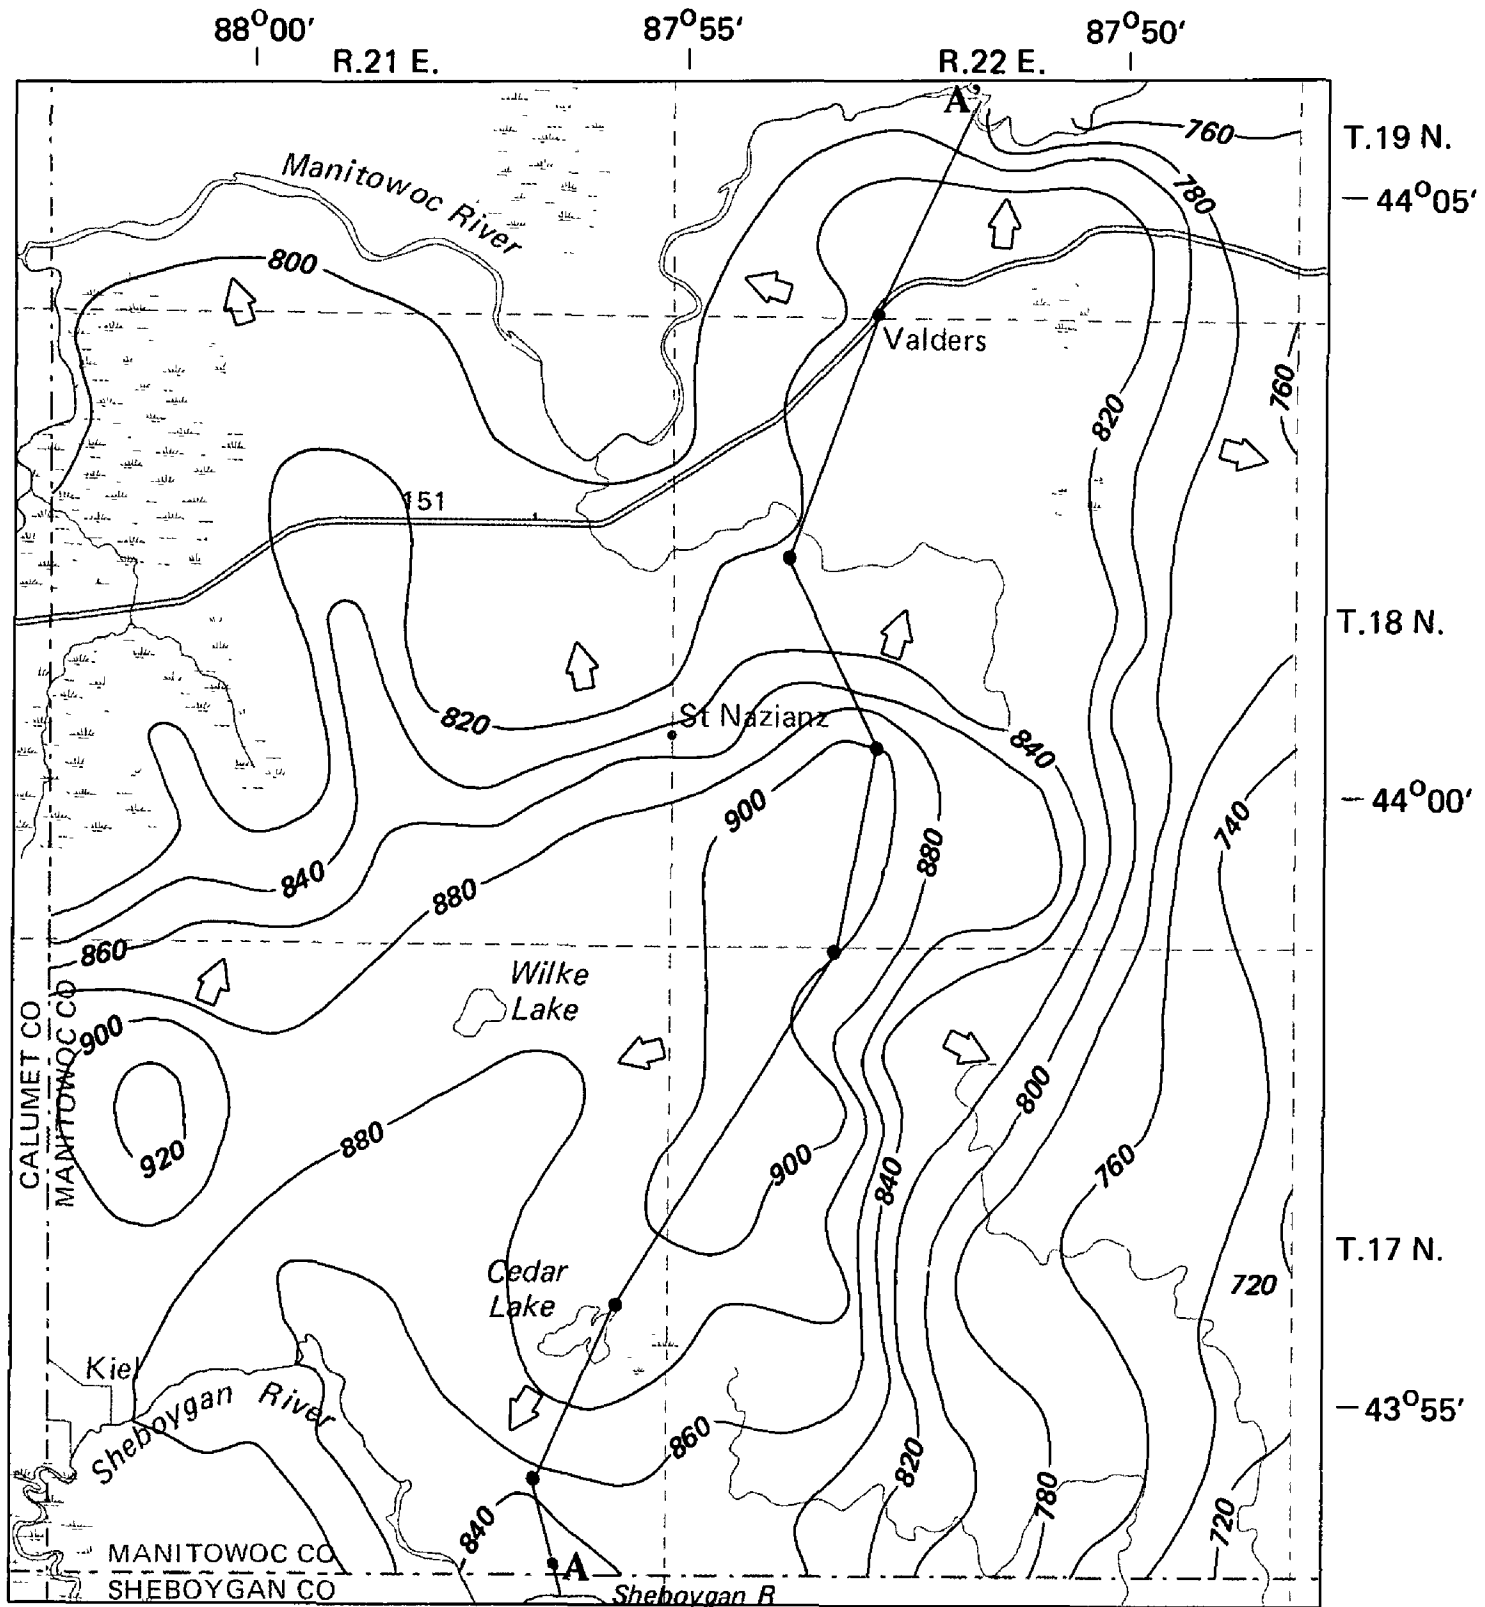 88°00' 87°55' 87°50'
R.21 E. R.22 E.
A'
760
T.19 N.
Manitowoc
River
780
44°05'
800
Valders
760
820
151
T.18 N.
820
St Nazianz
840
900
44°00'
740
880
840
880
860
Wilke
Lake
900
CALUMET CO
MANITOWOC CO
800
880
920
900
760
840
T.17 N.
Cedar
Lake
720
Kiel
Sheboygan River
43°55'
860
820
780
720
840
MANITOWOC CO
A
SHEBOYGAN CO
Sheboygan R